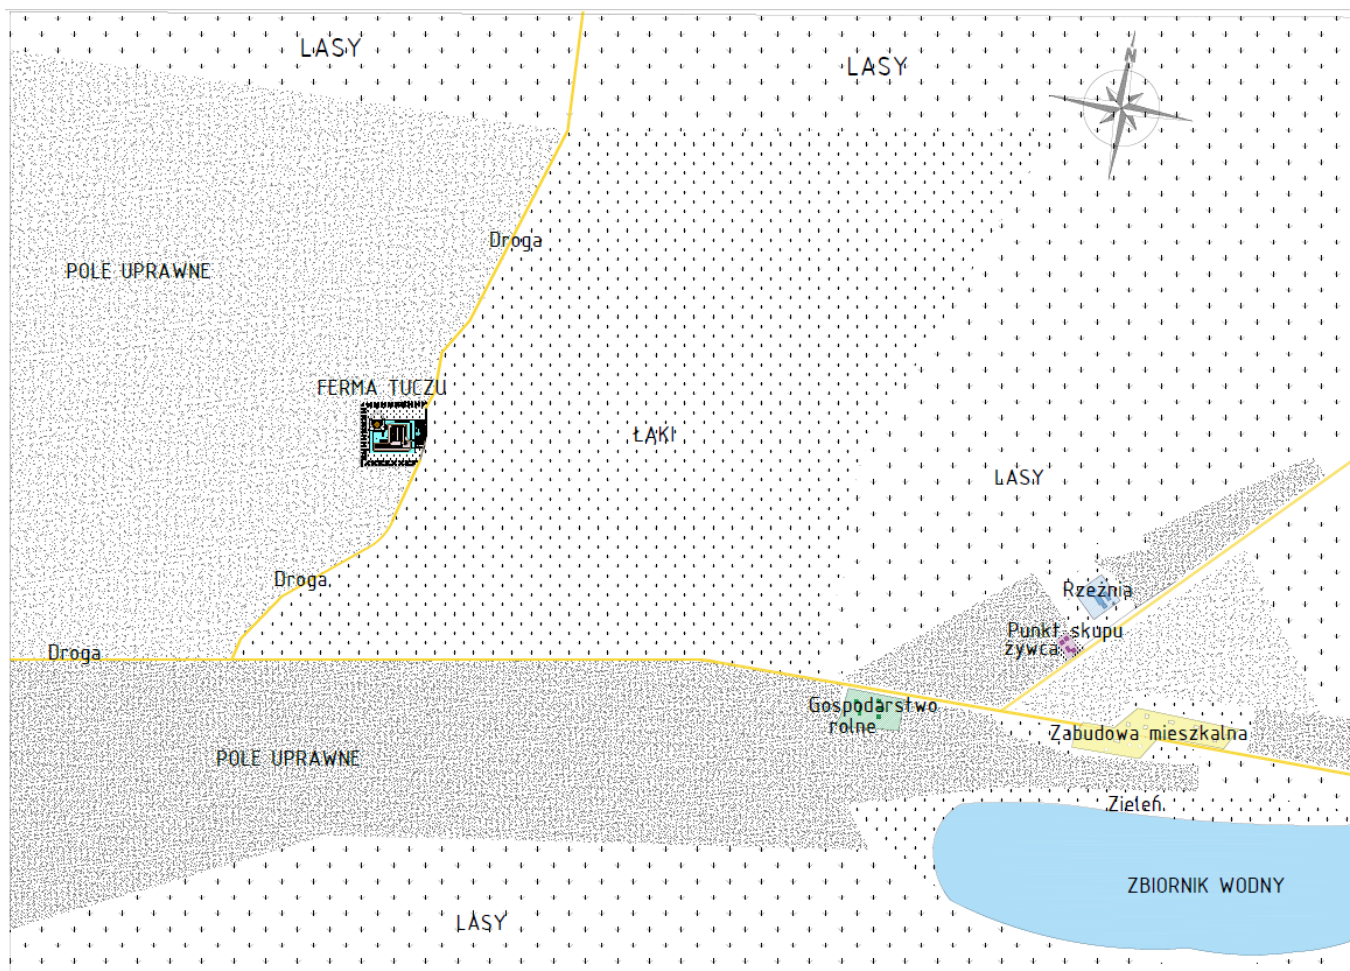 LASY
LASY
N
Droga
POLE UPRAWNE
FERMA TUCZU
ŁĄKI
LASY
Droga
Rzeźnia
Punkt skupu
żywca
Droga
Gospodarstwo
rolne
Zabudowa mieszkalna
POLE UPRAWNE
Zieleń
ZBIORNIK WODNY
LASY